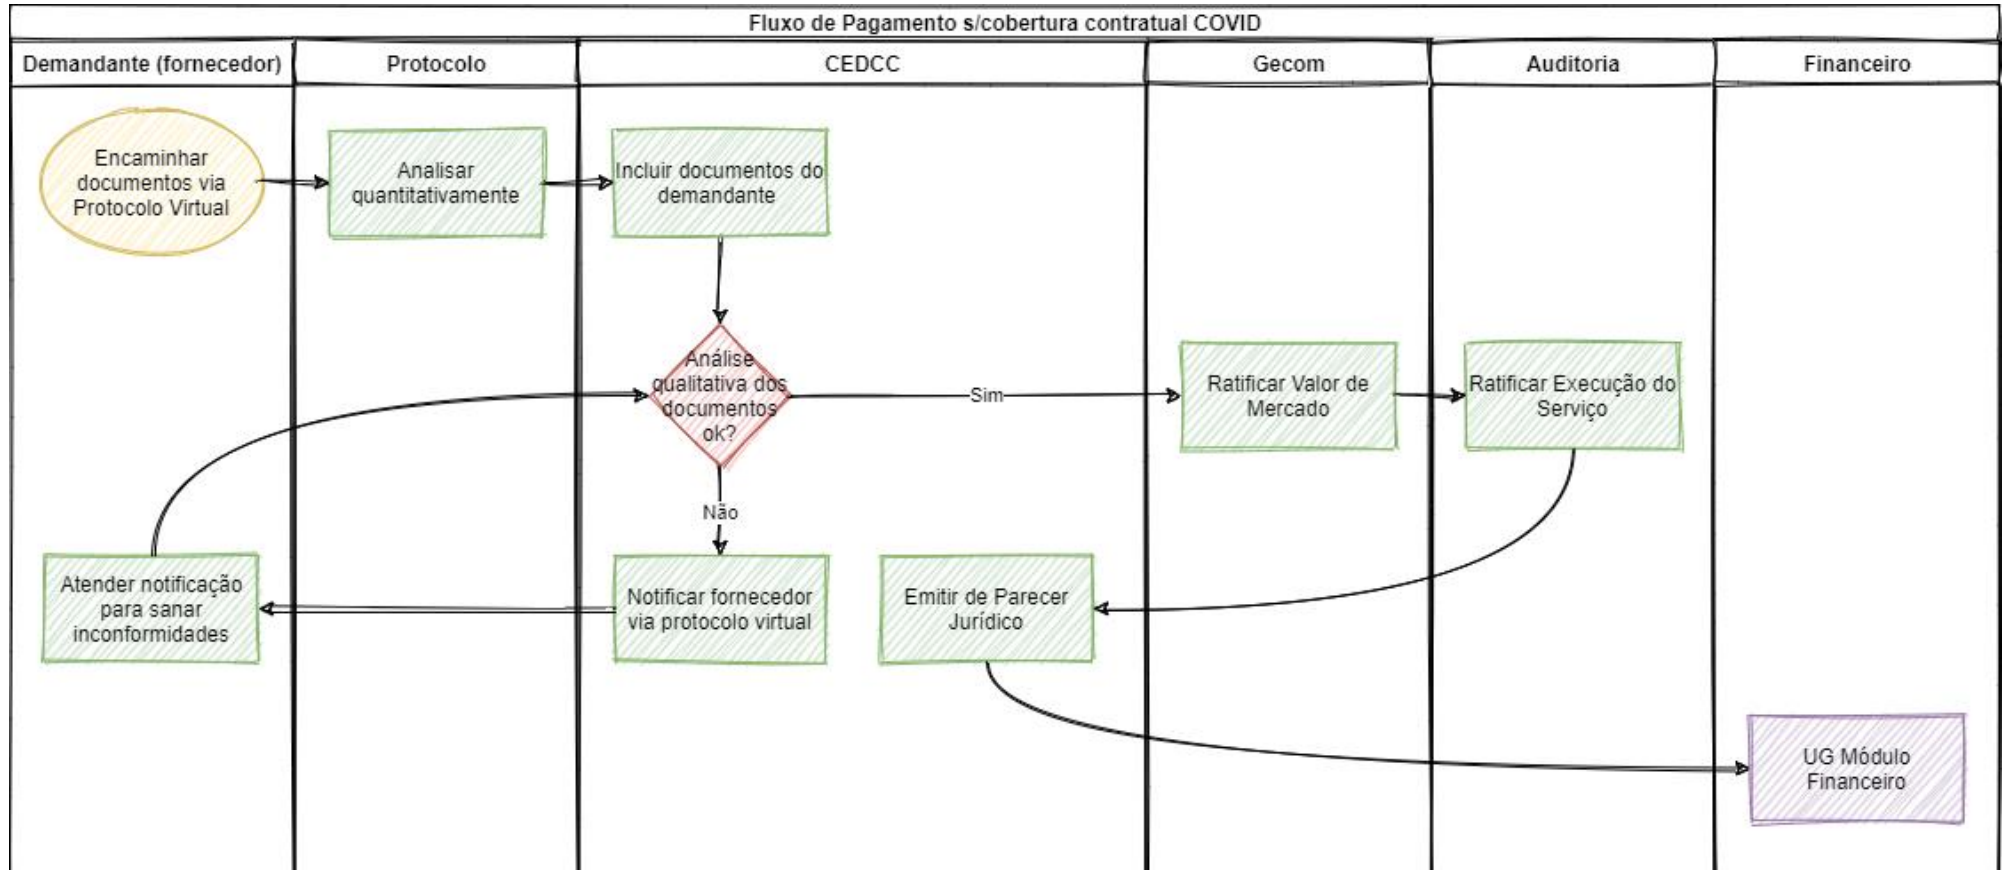 Fluxo de Pagamento s/cobertura contratual COVID
Demandante (fornecedor)
Protocolo
CEDCC
Gecom
Auditoria
Financeiro
Encaminhar
documentos via
Protocolo Virtual
Analisar
quantitativamente
Incluir documentos do
demandante
Análise
qualitativa dos
documentos
ok?
Sim
Ratificar Valor de
Mercado
Ratificar Execução do
Serviço
Não
Atender notificação
para sanar
inconformidades
Notificar fornecedor
via protocolo virtual
Emitir de Parecer
Jurídico
UG Módulo
Financeiro